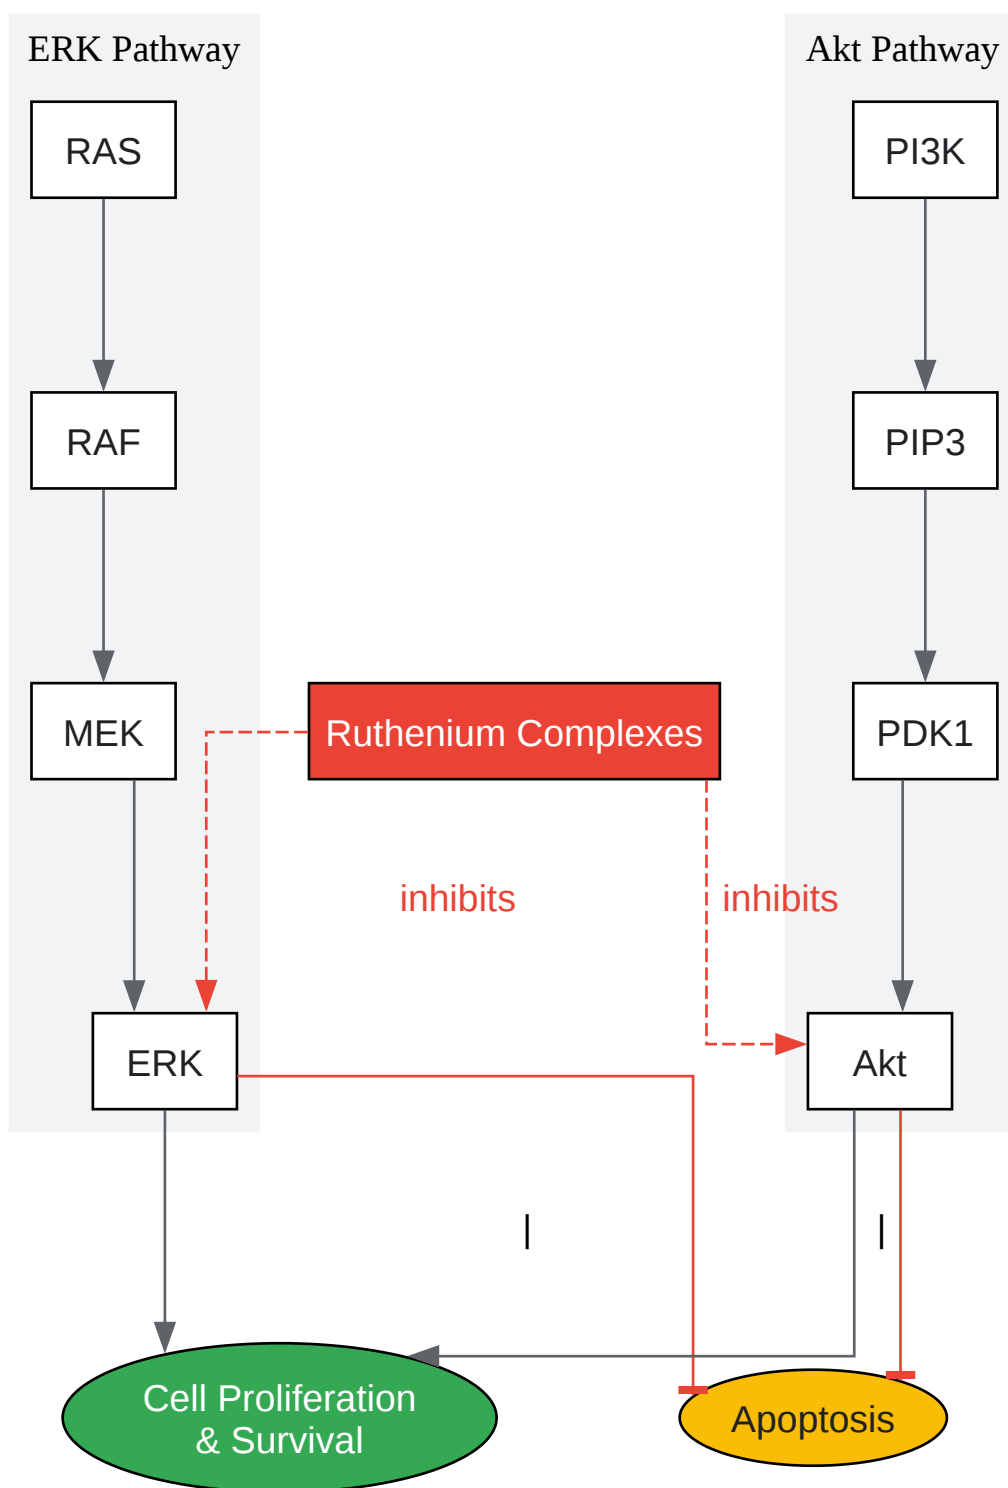 ERK Pathway
Akt Pathway
RAS
PI3K
RAF
PIP3
MEK
Ruthenium Complexes
PDK1
inhibits
inhibits
ERK
Akt
|
|
Cell Proliferation
& Survival
Apoptosis